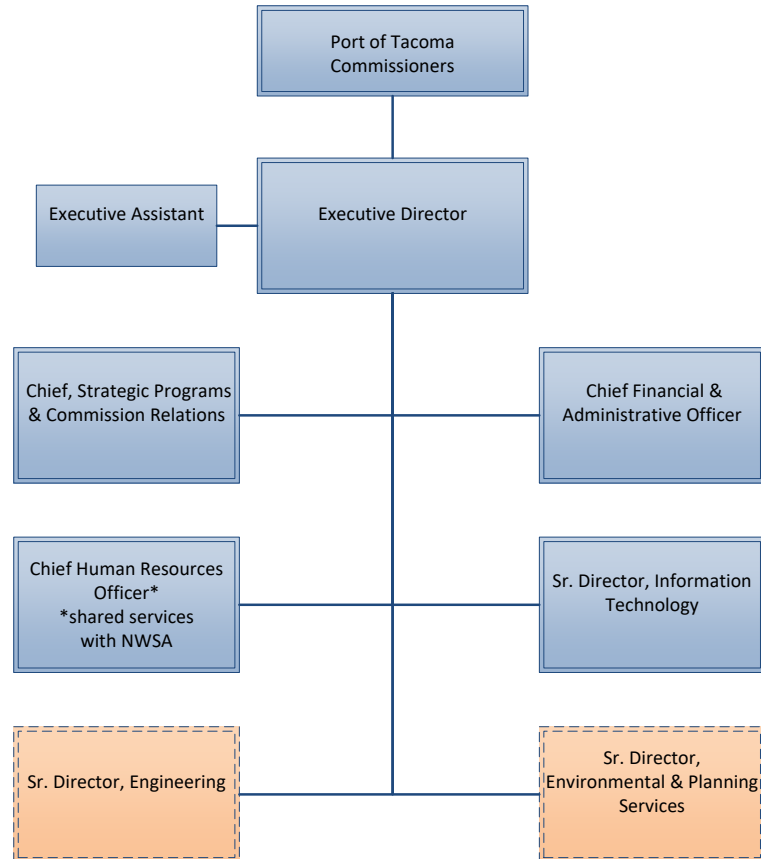 Port of Tacoma
Commissioners
Executive Assistant
Executive Director
Chief, Strategic Programs
& Commission Relations
Chief Financial &
Administrative Officer
Chief Human Resources
Officer*
*shared services
with NWSA
Sr. Director, Information
Technology
Sr. Director, Engineering
Sr. Director,
Environmental & Planning
Services